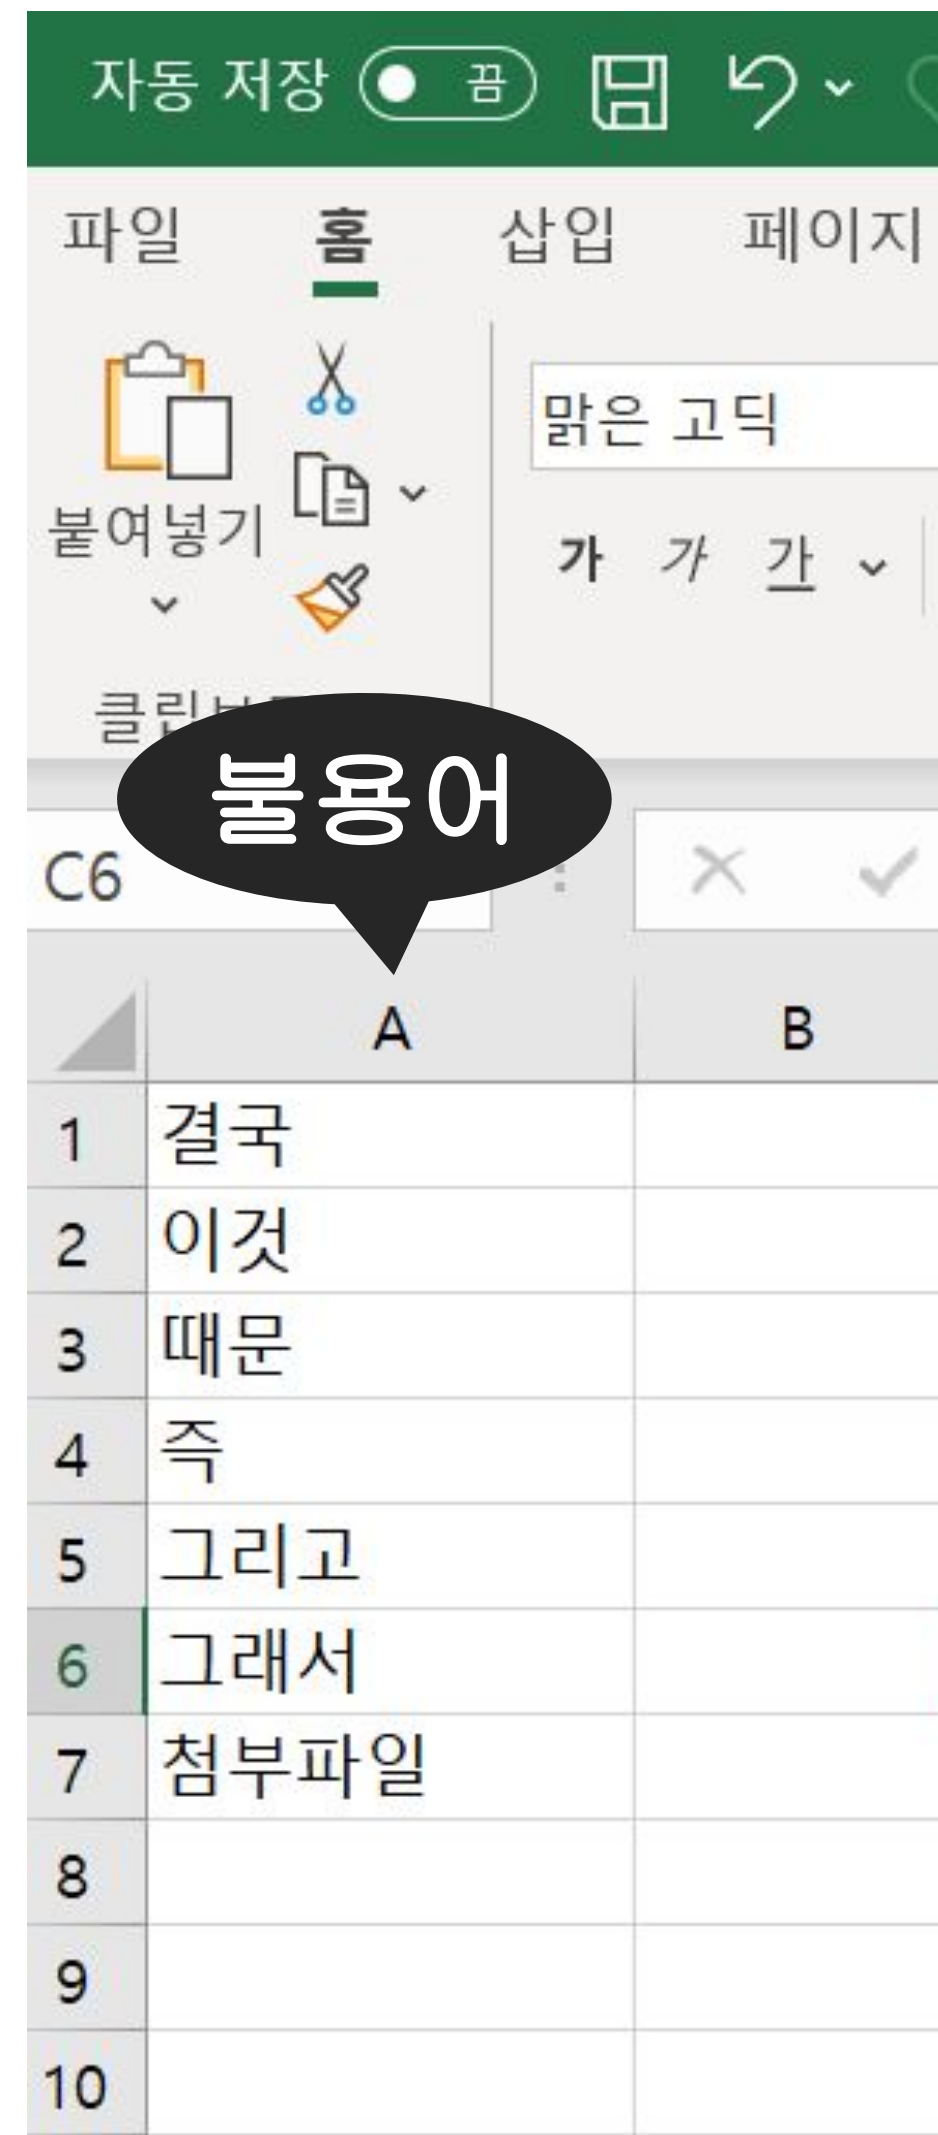 자동 저장 끔
파일 홈 삽입 페이지
맑은 고딕
붙여넣기
가 가 가
불용어
C6
A B
1 결국
2 이것
3 때문
4 즉
5 그리고
6 그래서
7 첨부파일
8
9
10